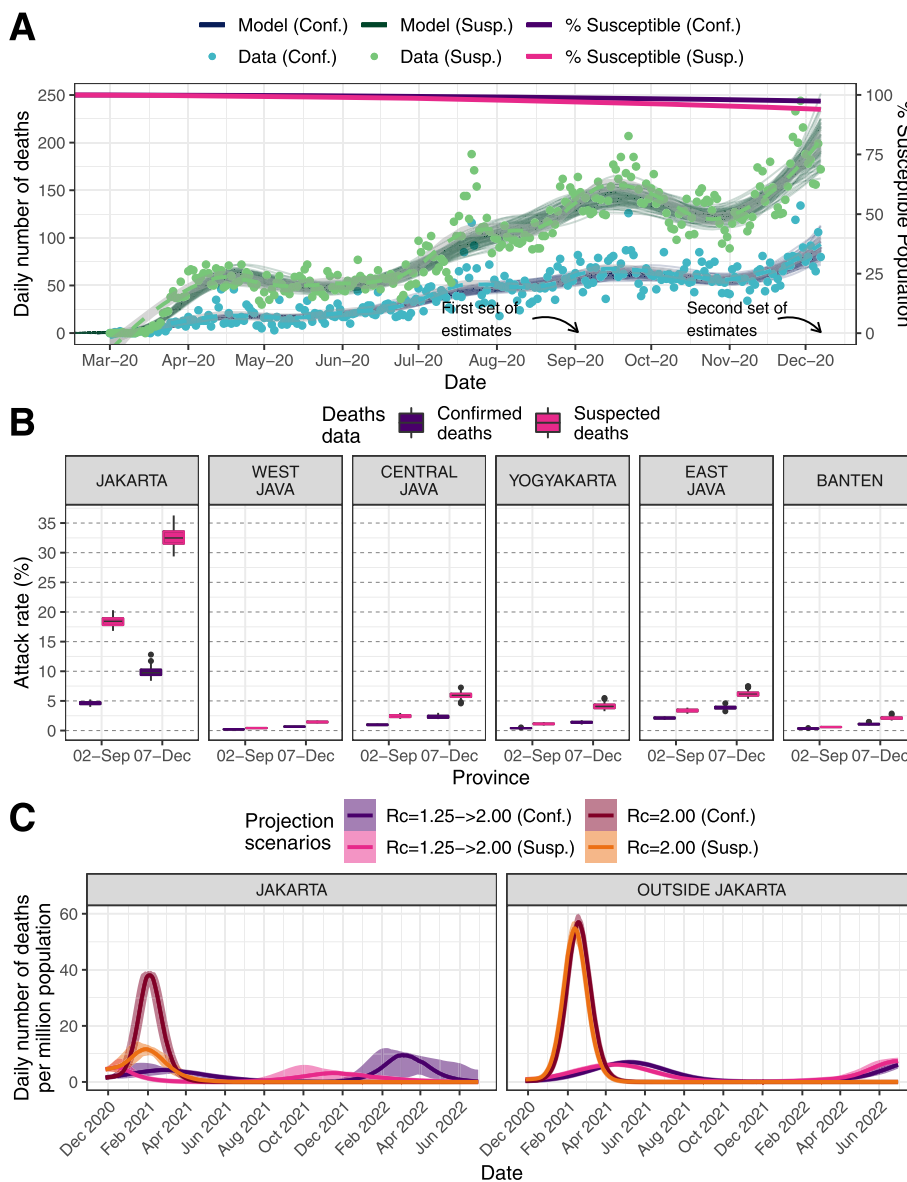 A
Model (Conf.) Model (Susp.) % Susceptible (Conf.)
Data (Conf.) Data (Susp.) % Susceptible (Susp.)
Daily number of deaths
250
200
150
100
50
0
100
75
50
25
0
% Susceptible Population
First set of
estimates
Second set of
estimates
Mar–20 Apr–20 May–20 Jun–20 Jul–20 Aug–20 Sep–20 Oct–20 Nov–20 Dec–20
Date
B
Deaths
data
Confirmed
deaths
Suspected
deaths
JAKARTA
WEST
JAVA
CENTRAL
JAVA
YOGYAKARTA
EAST
JAVA
BANTEN
Attack rate (%)
35
30
25
20
15
10
5
0
02–Sep 07–Dec 02–Sep 07–Dec 02–Sep 07–Dec 02–Sep 07–Dec 02–Sep 07–Dec 02–Sep 07–Dec
Province
C
Projection
scenarios
Rc=1.25–>2.00 (Conf.) Rc=2.00 (Conf.)
Rc=1.25–>2.00 (Susp.) Rc=2.00 (Susp.)
JAKARTA
OUTSIDE JAKARTA
Daily number of deaths
per million population
60
40
20
0
Dec 2020 Feb 2021 Apr 2021 Jun 2021 Aug 2021 Oct 2021 Dec 2021 Feb 2022 Apr 2022 Jun 2022
Dec 2020 Feb 2021 Apr 2021 Jun 2021 Aug 2021 Oct 2021 Dec 2021 Feb 2022 Apr 2022 Jun 2022
Date